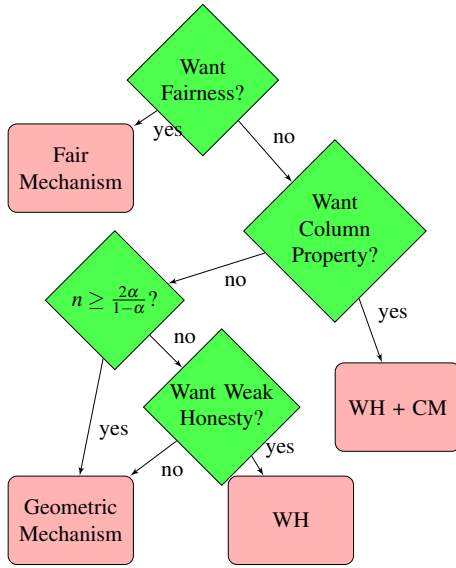 Want
Fairness?
yes
no
Fair
Mechanism
Want
Column
Property?
no
n ≥ 2α/1−α?
yes
no
Want Weak
Honesty?
WH + CM
yes
no
yes
Geometric
Mechanism
WH